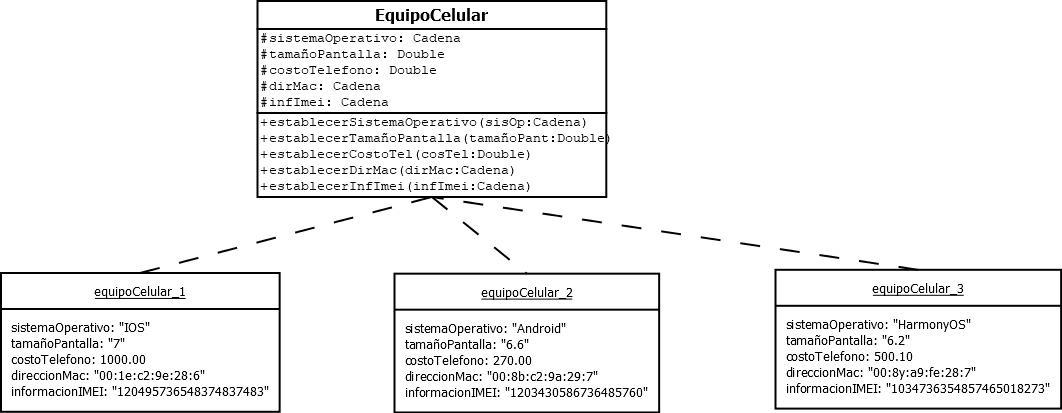 EquipoCelular
#sistemaOperativo: Cadena
#tamañoPantalla: Double
#costoTelefono: Double
#dirMac: Cadena
#infImei: Cadena
+establecerSistemaOperativo(sisOp:Cadena)
+establecerTamañoPantalla(tamañoPant:Double)
+establecerCostoTel(cosTel:Double)
+establecerDirMac(dirMac:Cadena)
+establecerInfImei(infImei:Cadena)
equipoCelular_1
sistemaOperativo: "IOS"
tamañoPantalla: "7"
costoTelefono: 1000.00
direccionMac: "00:1e:c2:9e:28:6"
informacionIMEI: "120495736548374837483"
equipoCelular_2
sistemaOperativo: "Android"
tamañoPantalla: "6.6"
costoTelefono: 270.00
direccionMac: "00:8b:c2:9a:29:7"
informacionIMEI: "1203430586736485760"
equipoCelular_3
sistemaOperativo: "HarmonyOS"
tamañoPantalla: "6.2"
costoTelefono: 500.10
direccionMac: "00:8y:a9:fe:28:7"
informacionIMEI: "1034736354857465018273"